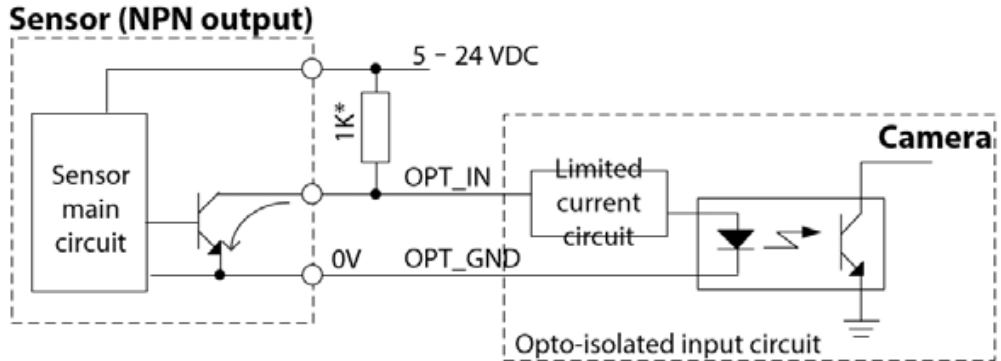 Sensor (NPN output)
5 – 24 VDC
1K*
Camera
Sensor
main
circuit
OPT_IN
Limited
current
circuit
0V
OPT_GND
Opto-isolated input circuit